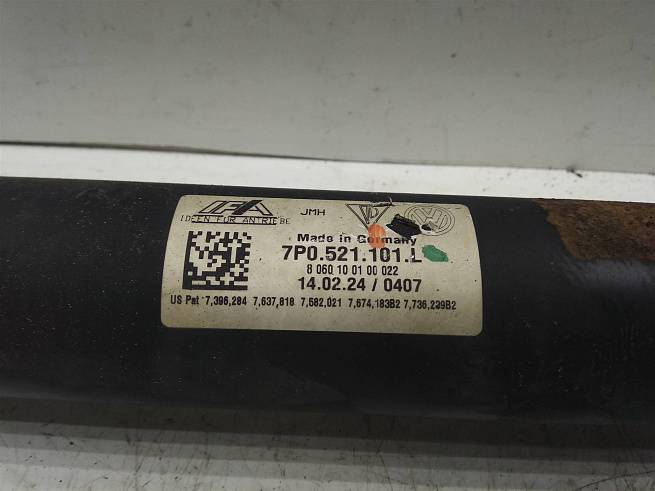 IFA JMH
IDEEN FÜR ANTRIEBE
Made in Germany
7P0.521.101.L
8 060 10 01 00 022
14.02.24 / 0407
US Pat 7,396,284 7,637,818 7,582,021 7,674,183B2 7,736,239B2